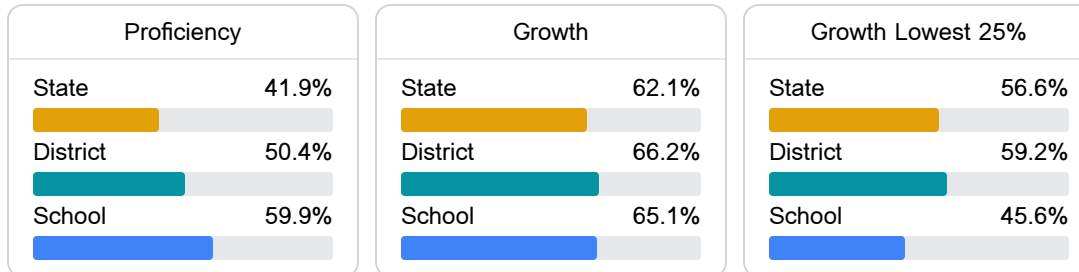 Proficiency
State 41.9%
District 50.4%
School 59.9%
Growth
State 62.1%
District 66.2%
School 65.1%
Growth Lowest 25%
State 56.6%
District 59.2%
School 45.6%